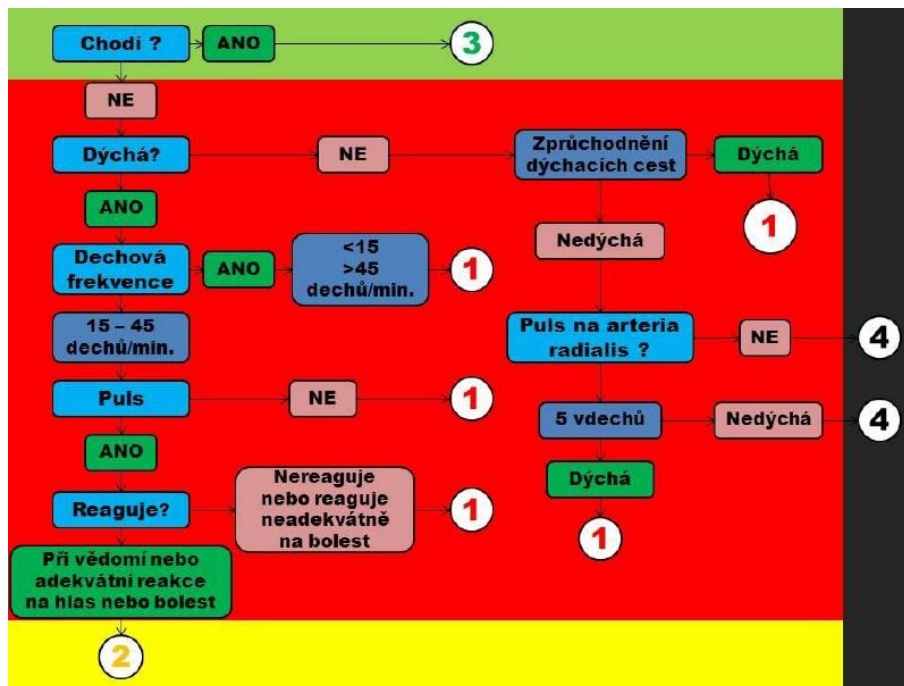 Chodí ?
ANO
3
NE
Dýchá?
NE
Zprůchodnění
dýchacích cest
Dýchá
1
ANO
Nedýchá
Dechová
frekvence
ANO
<15
>45
dechů/min.
1
15 – 45
dechů/min.
Puls na arteria
radialis ?
NE
4
Puls
NE
1
5 vdechů
Nedýchá
4
ANO
Dýchá
1
Reaguje?
Nereaguje
nebo reaguje
neadekvátně
na bolest
1
Při vědomí nebo
adekvátní reakce
na hlas nebo bolest
2